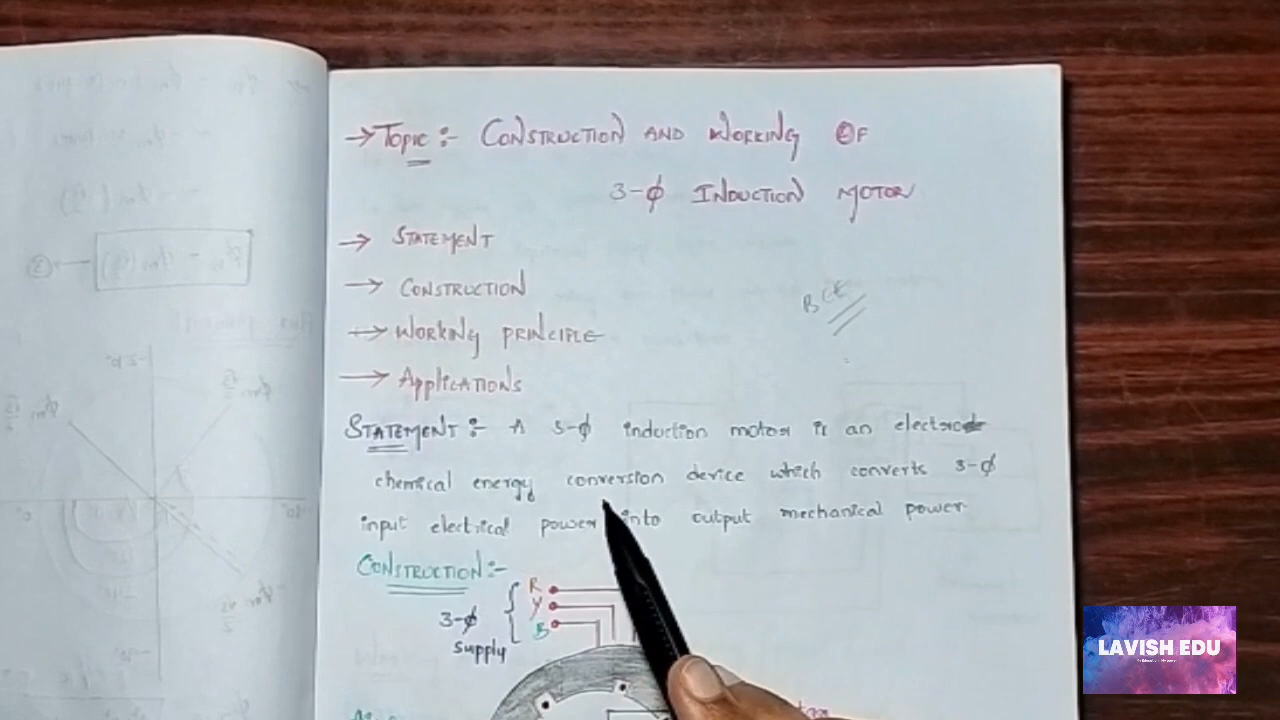 → Topic :- CONSTRUCTION AND WORKING OF
3-ϕ INDUCTION MOTOR
→ STATEMENT
→ CONSTRUCTION
→ WORKING PRINCIPLE
→ APPLICATIONS
STATEMENT :- A 3-ϕ induction motor is an electro
chemical energy conversion device which converts 3-ϕ
input electrical power into output mechanical power
CONSTRUCTION :-
R
3-ϕ Y
supply B
LAVISH EDU